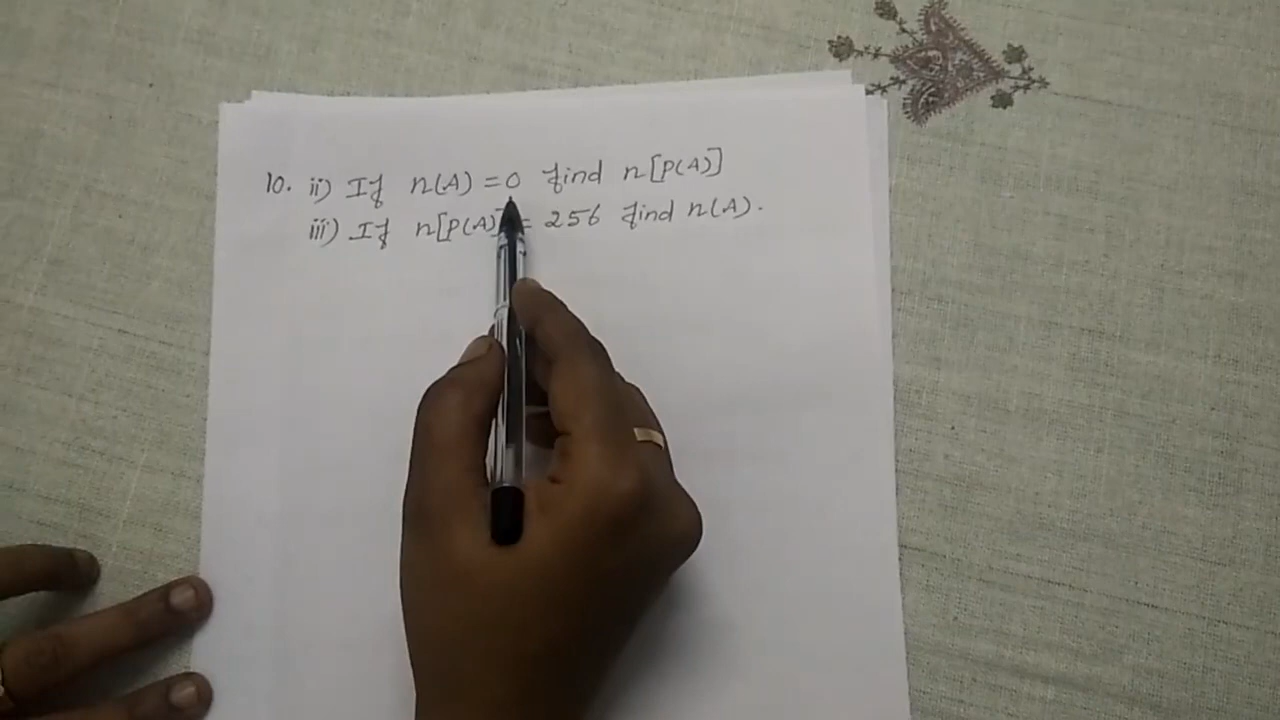 10. ii) If n(A) = 0 find n[P(A)]
iii) If n[P(A)] = 256 find n(A).